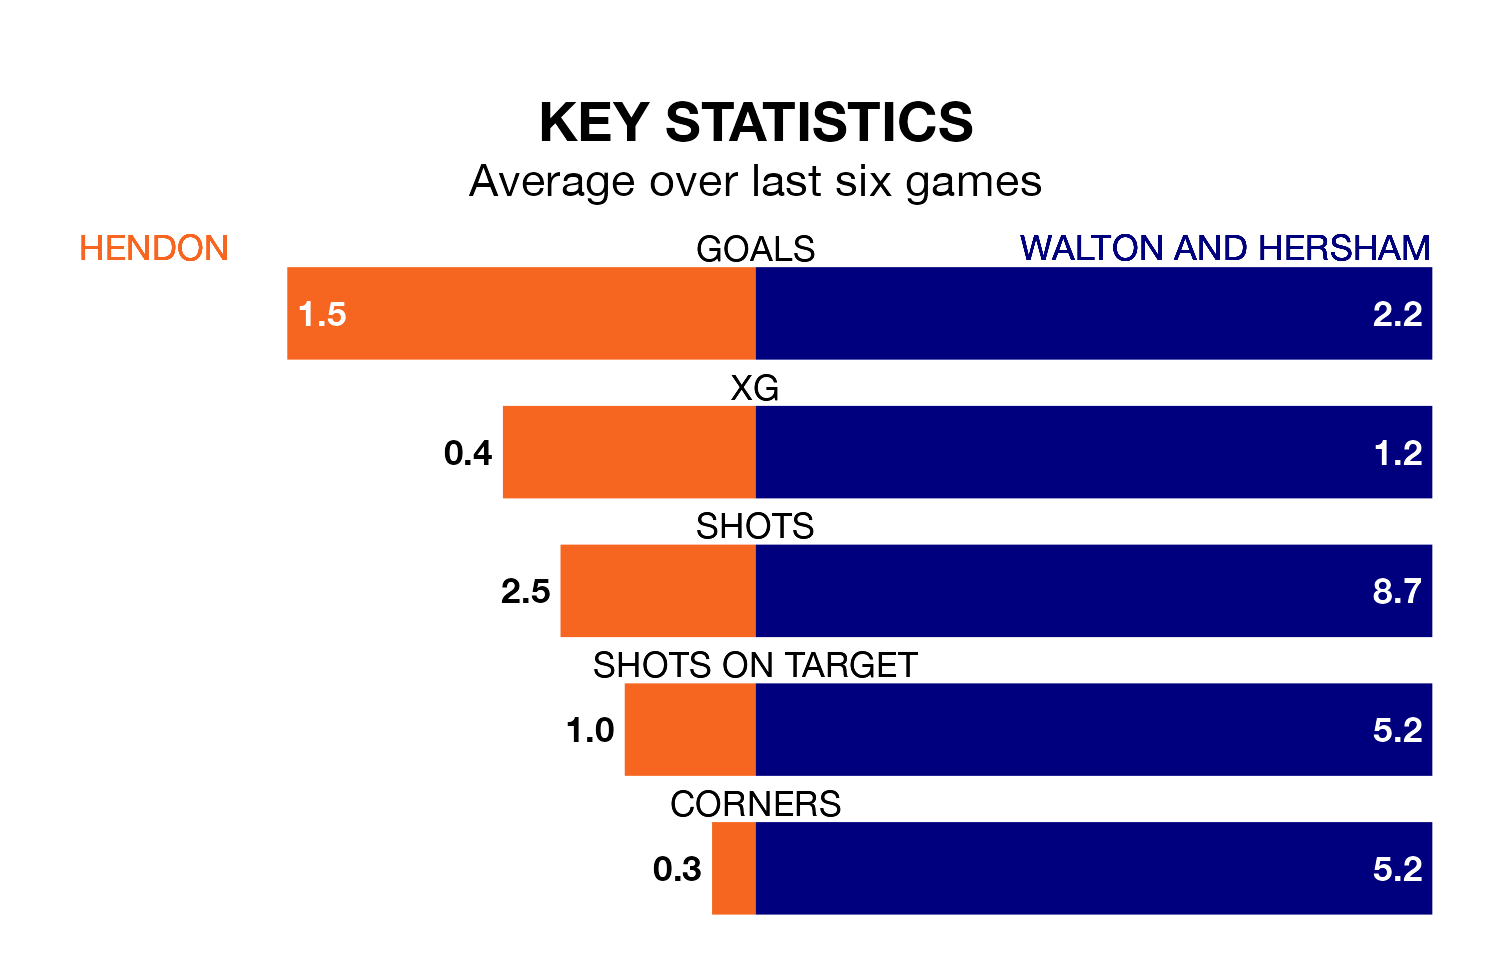 KEY STATISTICS
Average over last six games
HENDON GOALS WALTON AND HERSHAM
1.5 2.2
XG
0.4 1.2
SHOTS
2.5 8.7
SHOTS ON TARGET
1.0 5.2
CORNERS
0.3 5.2